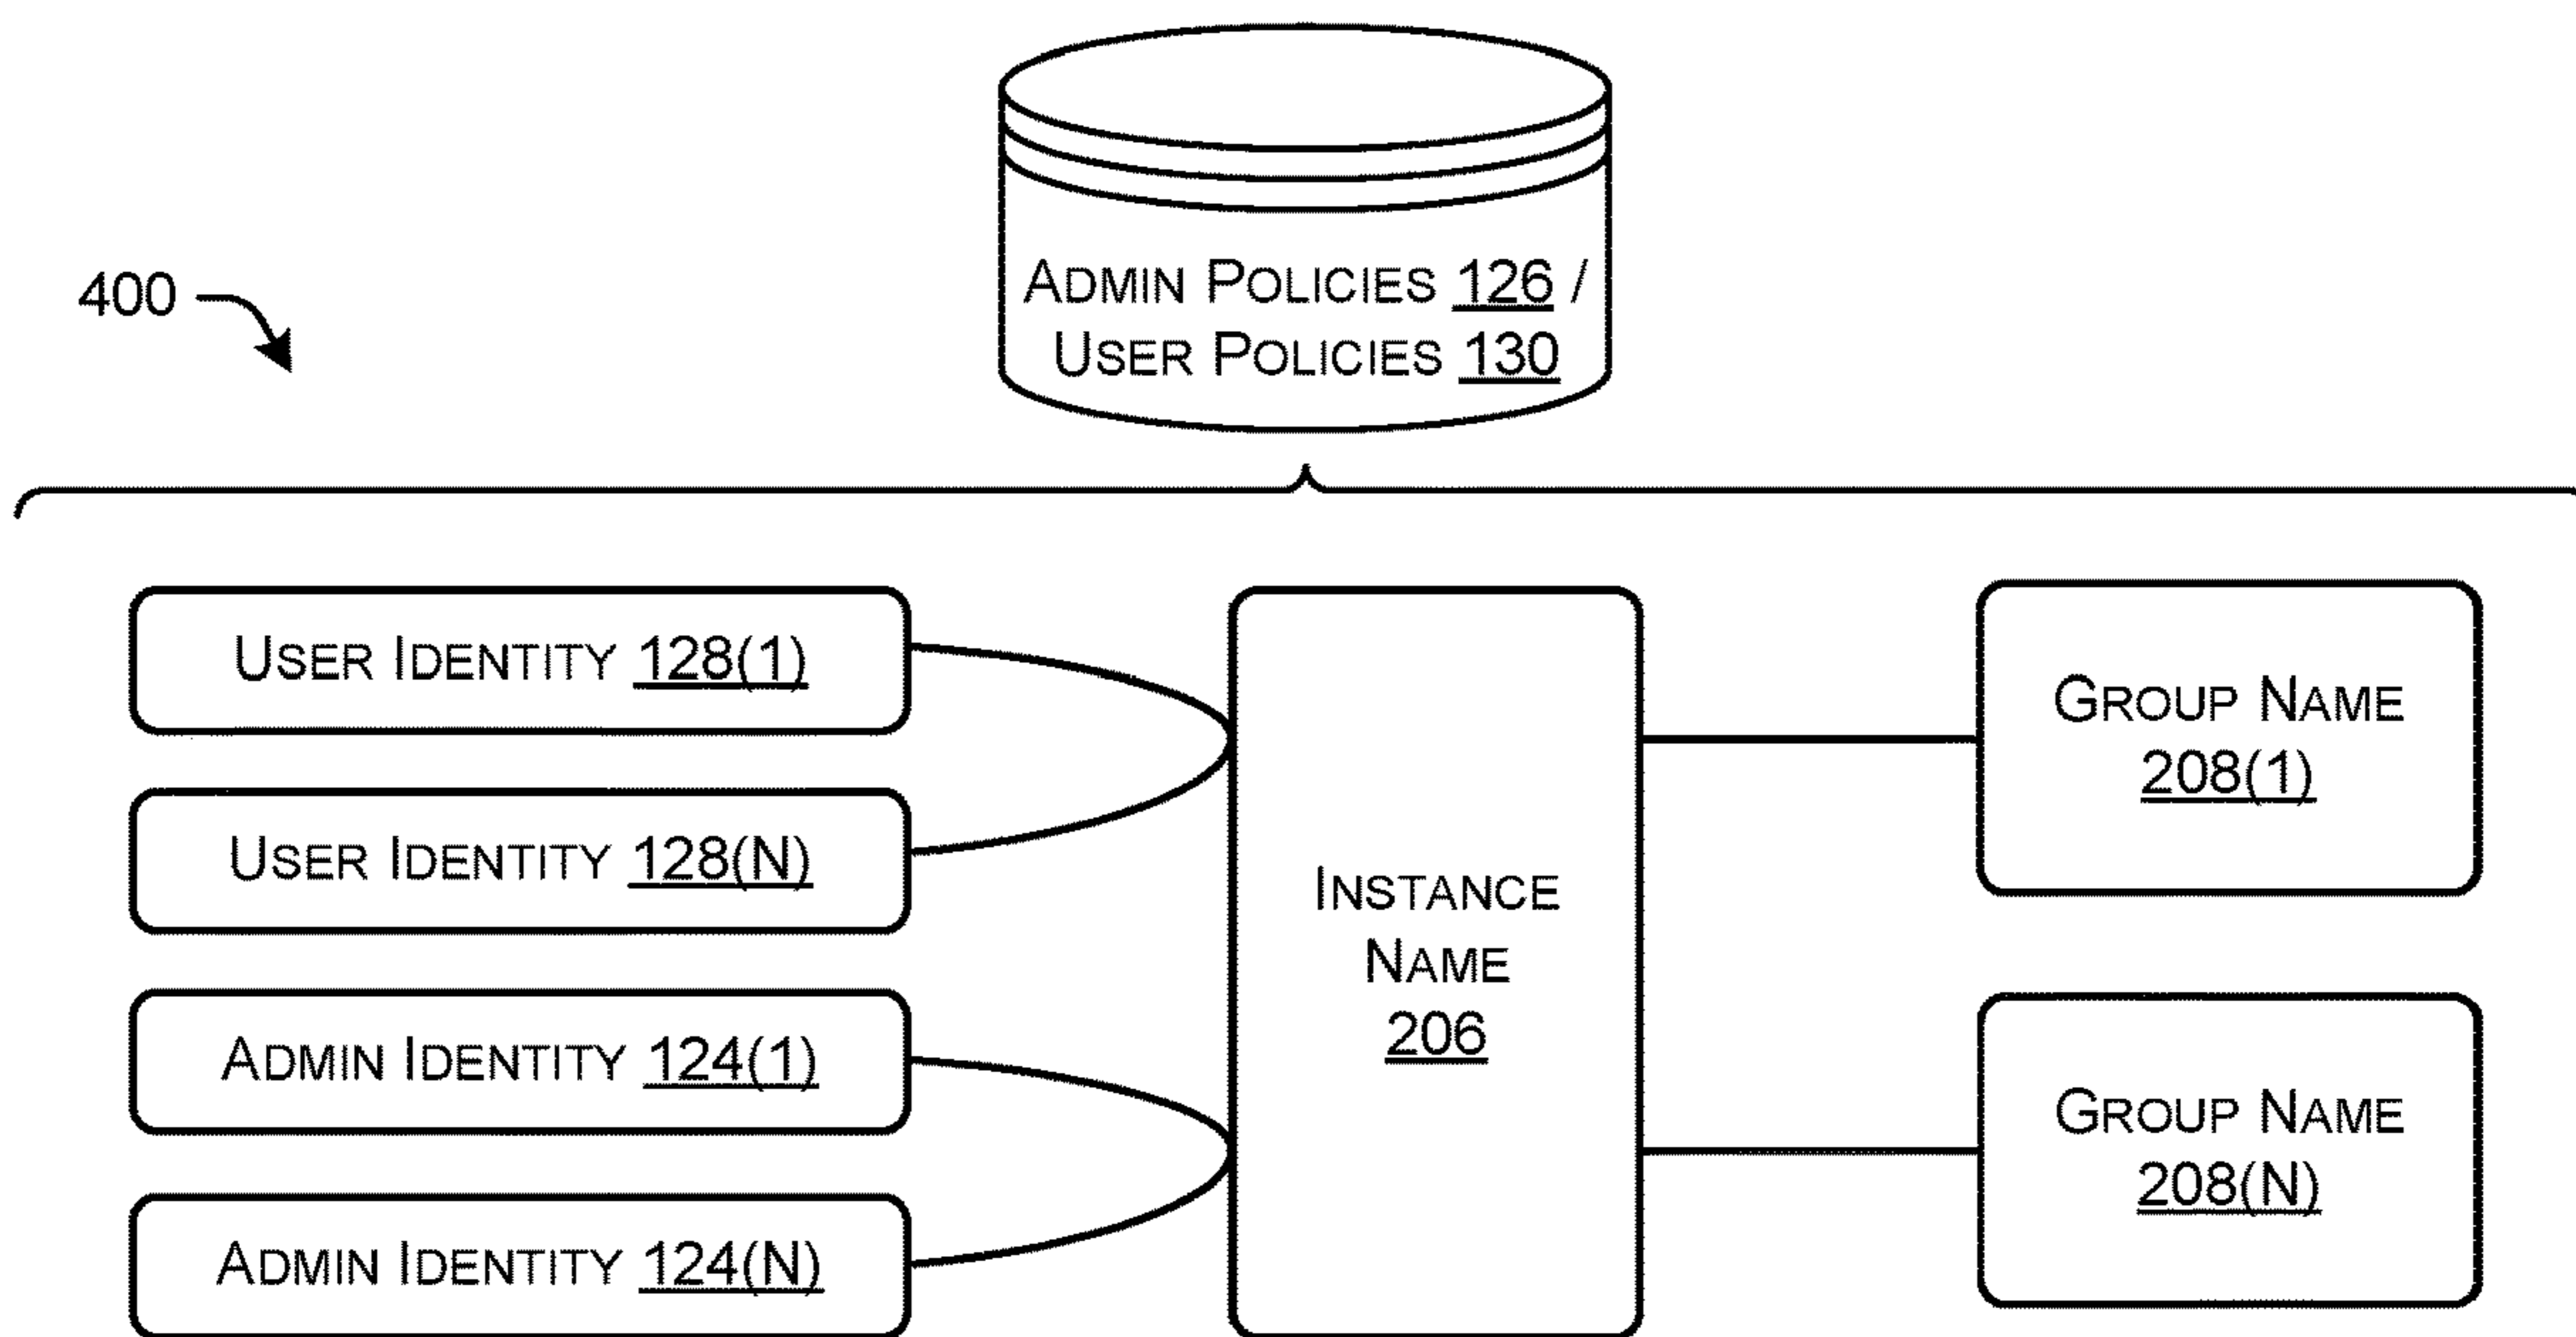 ADMIN POLICIES 126 /
USER POLICIES 130
400
USER IDENTITY 128(1)
USER IDENTITY 128(N)
ADMIN IDENTITY 124(1)
ADMIN IDENTITY 124(N)
INSTANCE
NAME
206
GROUP NAME
208(1)
GROUP NAME
208(N)